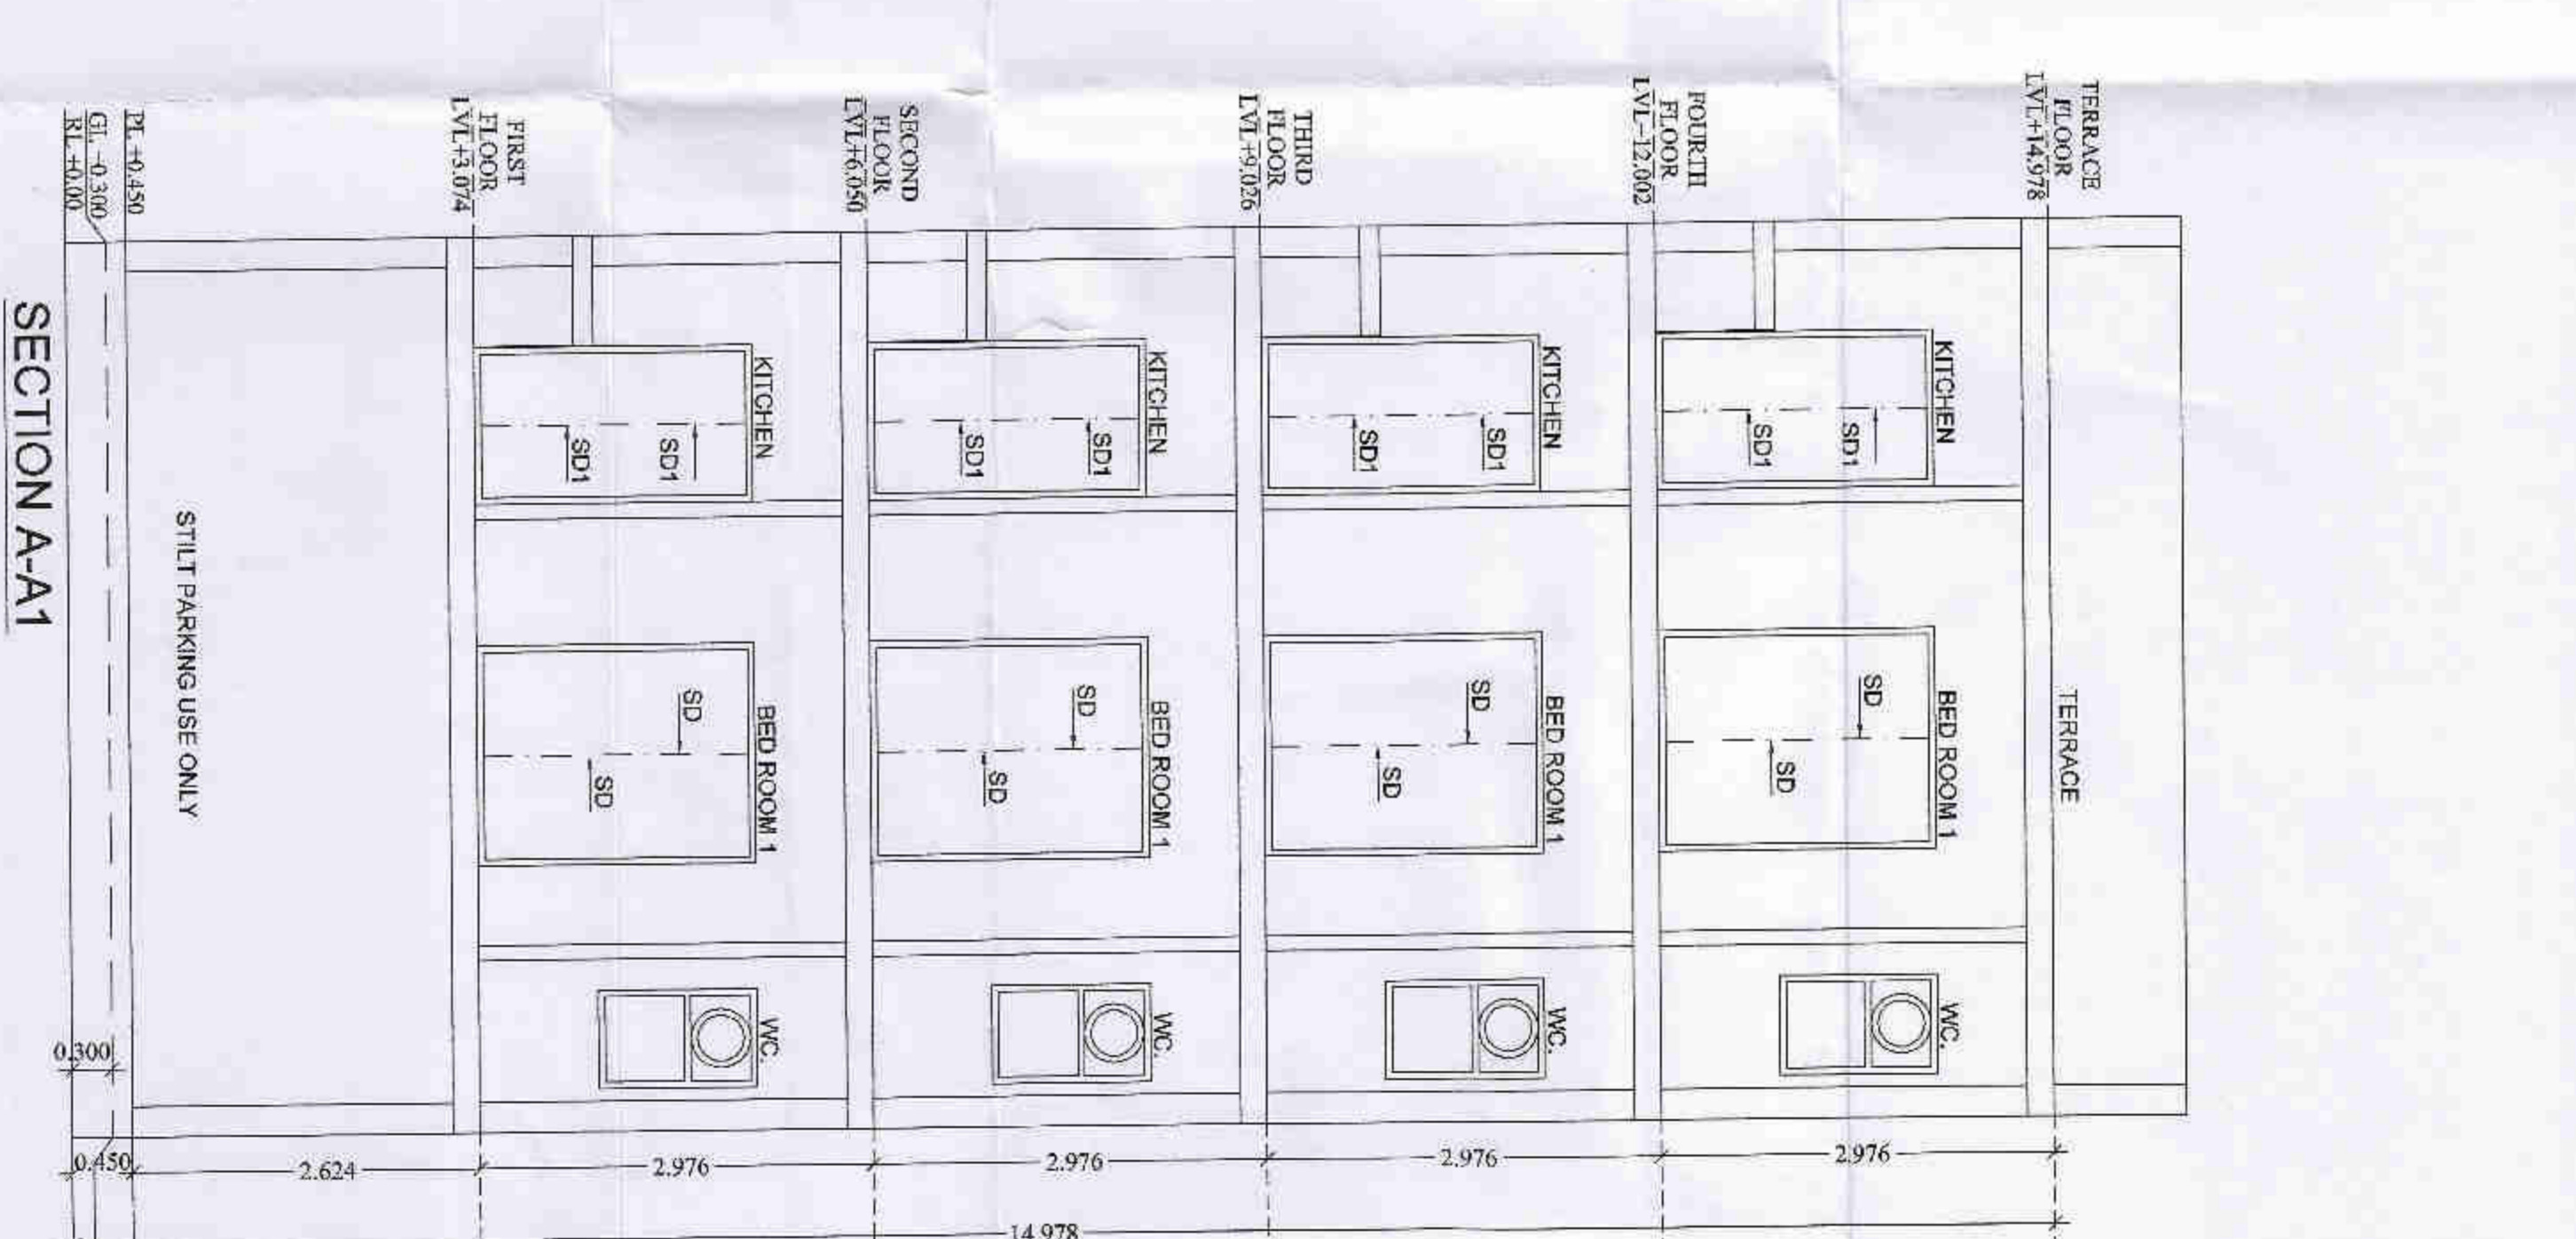 TERRACE
FLOOR
LVL+14.978
FOURTH
FLOOR
LVL-12.002
THIRD
FLOOR
LVL+9.026
SECOND
FLOOR
LVL+6.050
FIRST
FLOOR
LVL+3.074
PL +0.450
GL -0.300
RL +0.00
TERRACE
KITCHEN
SD1
SD1
BED ROOM 1
SD
SD
WC.
KITCHEN
SD1
SD1
BED ROOM 1
SD
SD
WC.
KITCHEN
SD1
SD1
BED ROOM 1
SD
SD
WC.
KITCHEN
SD1
SD1
BED ROOM 1
SD
SD
WC.
STILT PARKING USE ONLY
2.976
2.976
2.976
2.976
2.624
0.450
0.300
14.978
SECTION A-A1